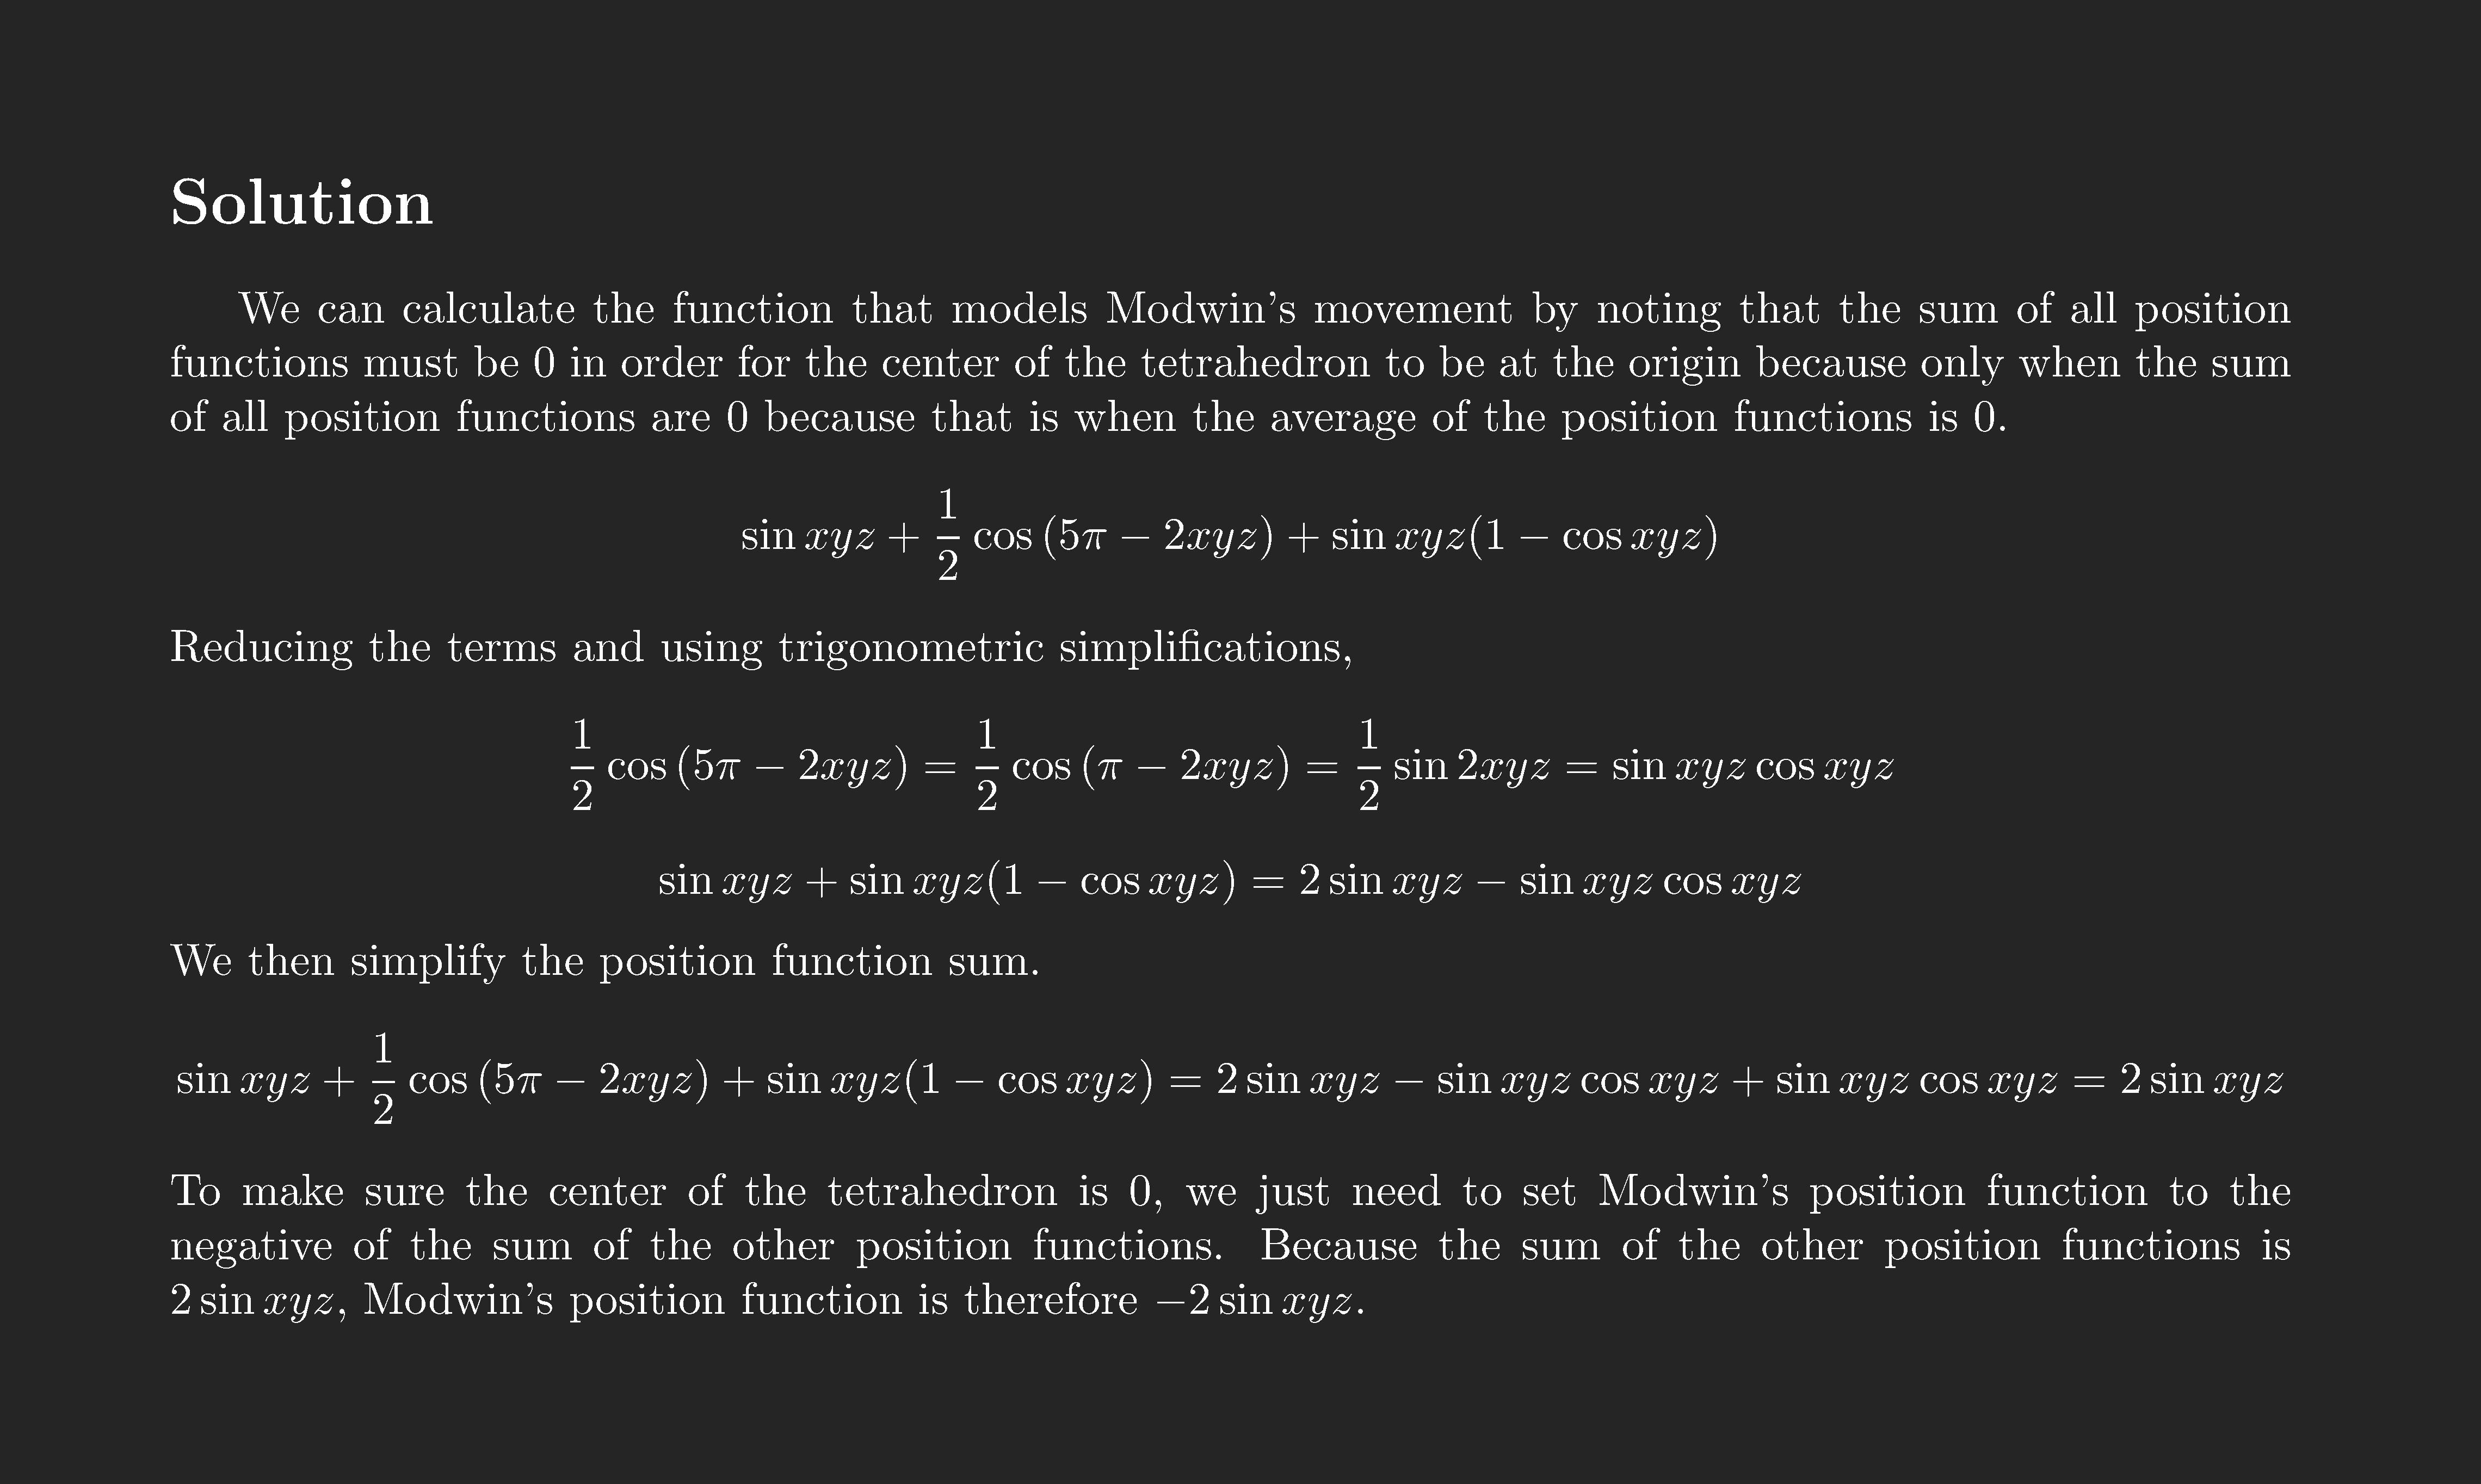 Solution
We can calculate the function that models Modwin's movement by noting that the sum of all position
functions must be 0 in order for the center of the tetrahedron to be at the origin because only when the sum
of all position functions are 0 because that is when the average of the position functions is 0.
sin xyz + \frac{1}{2} cos (5π − 2xyz) + sin xyz(1 − cos xyz)
Reducing the terms and using trigonometric simplifications,
\frac{1}{2} cos (5π − 2xyz) = \frac{1}{2} cos (π − 2xyz) = \frac{1}{2} sin 2xyz = sin xyz cos xyz
sin xyz + sin xyz(1 − cos xyz) = 2 sin xyz − sin xyz cos xyz
We then simplify the position function sum.
sin xyz + \frac{1}{2} cos (5π − 2xyz) + sin xyz(1 − cos xyz) = 2 sin xyz − sin xyz cos xyz + sin xyz cos xyz = 2 sin xyz
To make sure the center of the tetrahedron is 0, we just need to set Modwin's position function to the
negative of the sum of the other position functions. Because the sum of the other position functions is
2 sin xyz, Modwin's position function is therefore −2 sin xyz.